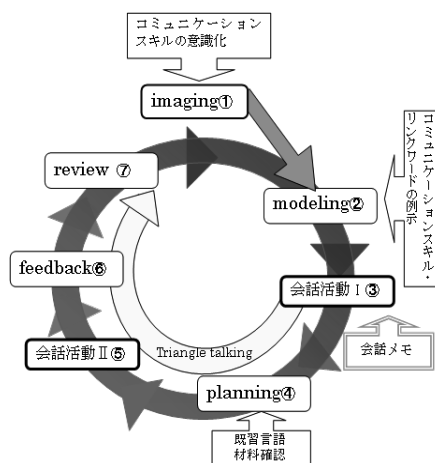 コミュニケーション
スキルの意識化
imaging①
review ⑦
modeling②
コミュニケーションスキル・
リンクワードの例示
feedback⑥
会話活動Ⅰ③
会話活動Ⅱ⑤
Triangle talking
会話メモ
planning④
既習言語
材料確認